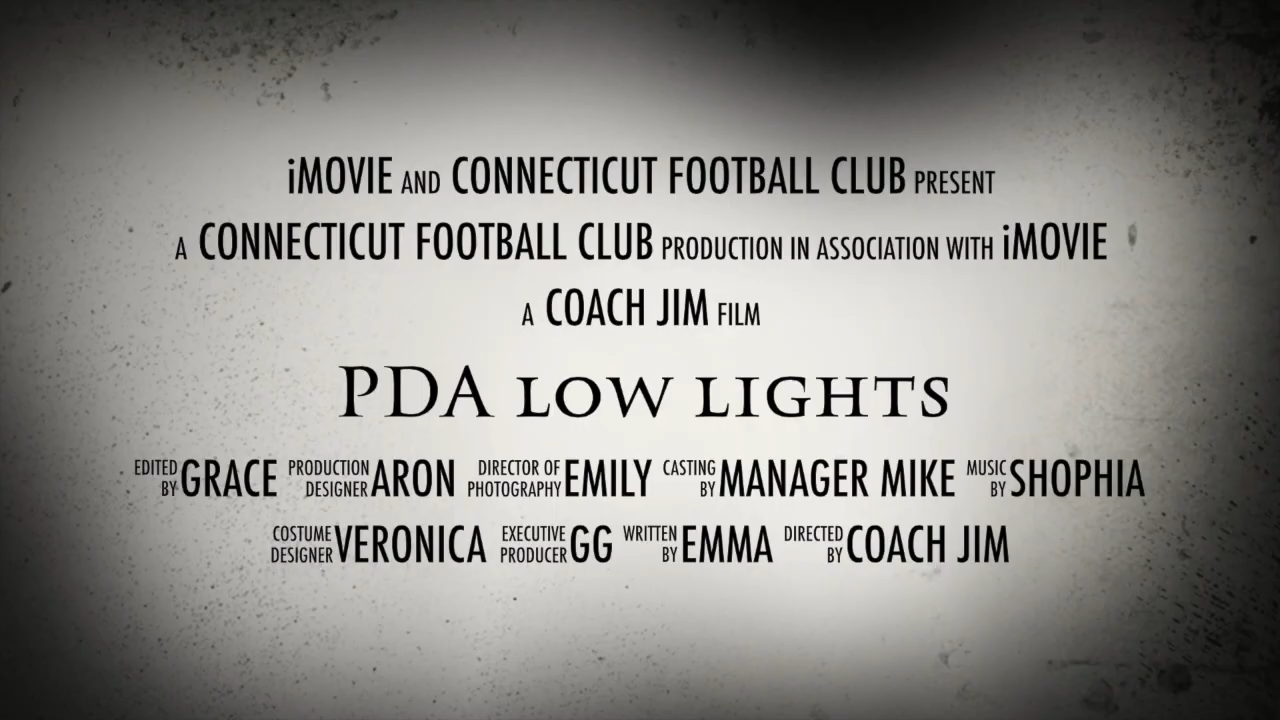 iMOVIE AND CONNECTICUT FOOTBALL CLUB PRESENT
A CONNECTICUT FOOTBALL CLUB PRODUCTION IN ASSOCIATION WITH iMOVIE
A COACH JIM FILM
PDA LOW LIGHTS
EDITED BY GRACE PRODUCTION DESIGNER ARON DIRECTOR OF PHOTOGRAPHY EMILY CASTING BY MANAGER MIKE MUSIC BY SHOPHIA
COSTUME DESIGNER VERONICA EXECUTIVE PRODUCER GG WRITTEN BY EMMA DIRECTED BY COACH JIM